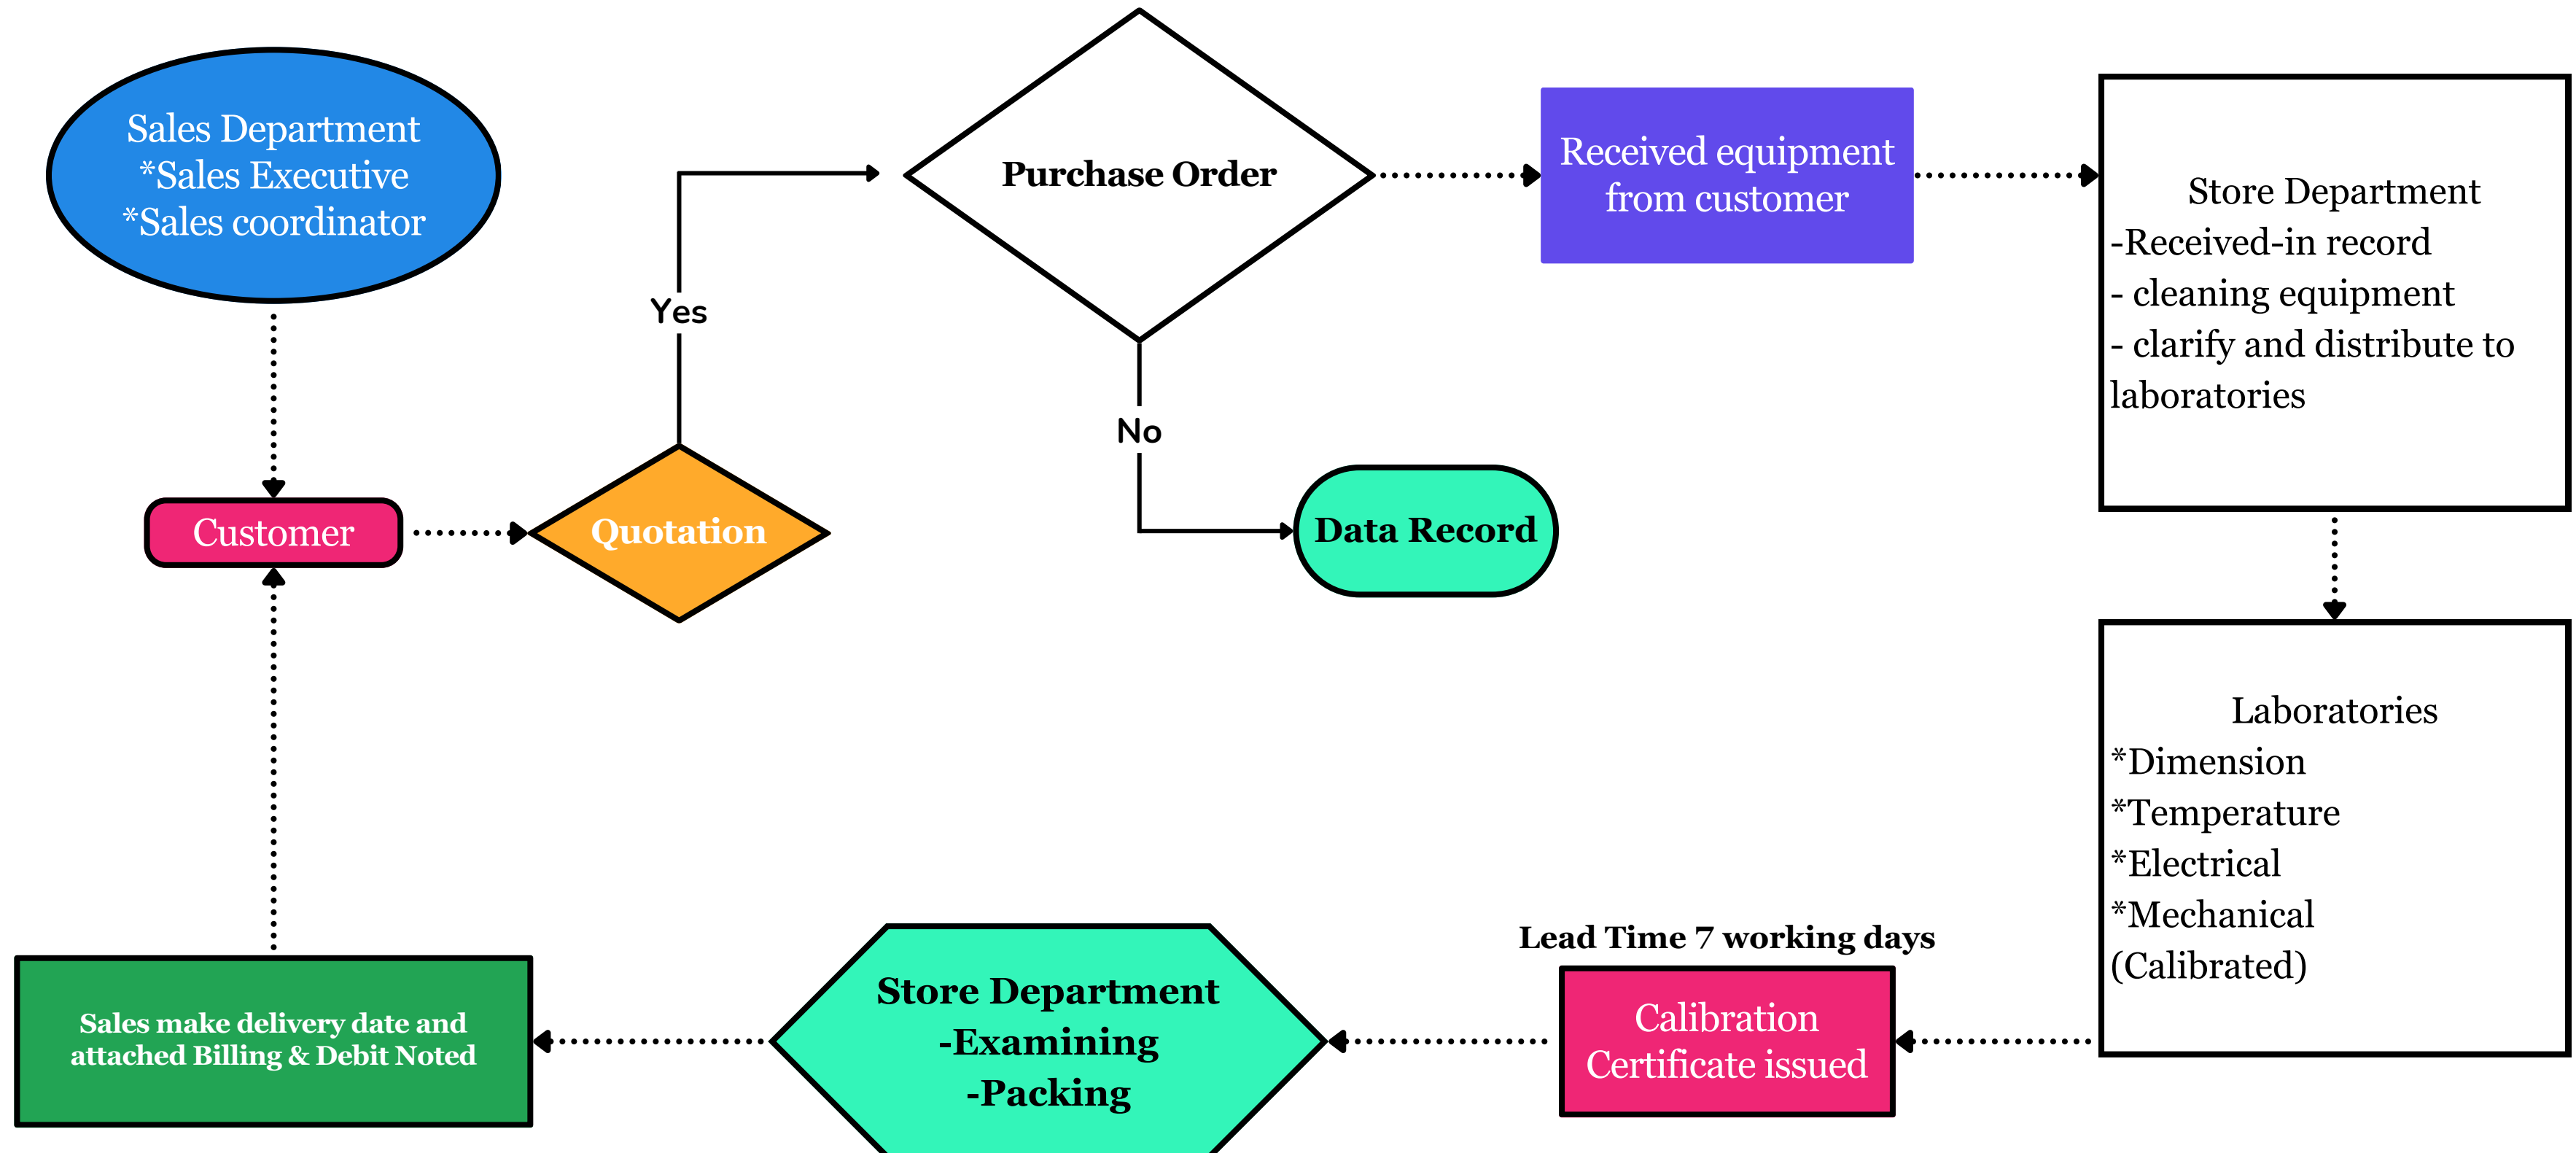 Sales Department
*Sales Executive
*Sales coordinator
Customer
Quotation
Yes
Purchase Order
No
Data Record
Received equipment
from customer
Store Department
-Received-in record
- cleaning equipment
- clarify and distribute to
laboratories
Laboratories
*Dimension
*Temperature
*Electrical
*Mechanical
(Calibrated)
Lead Time 7 working days
Calibration
Certificate issued
Store Department
-Examining
-Packing
Sales make delivery date and
attached Billing & Debit Noted